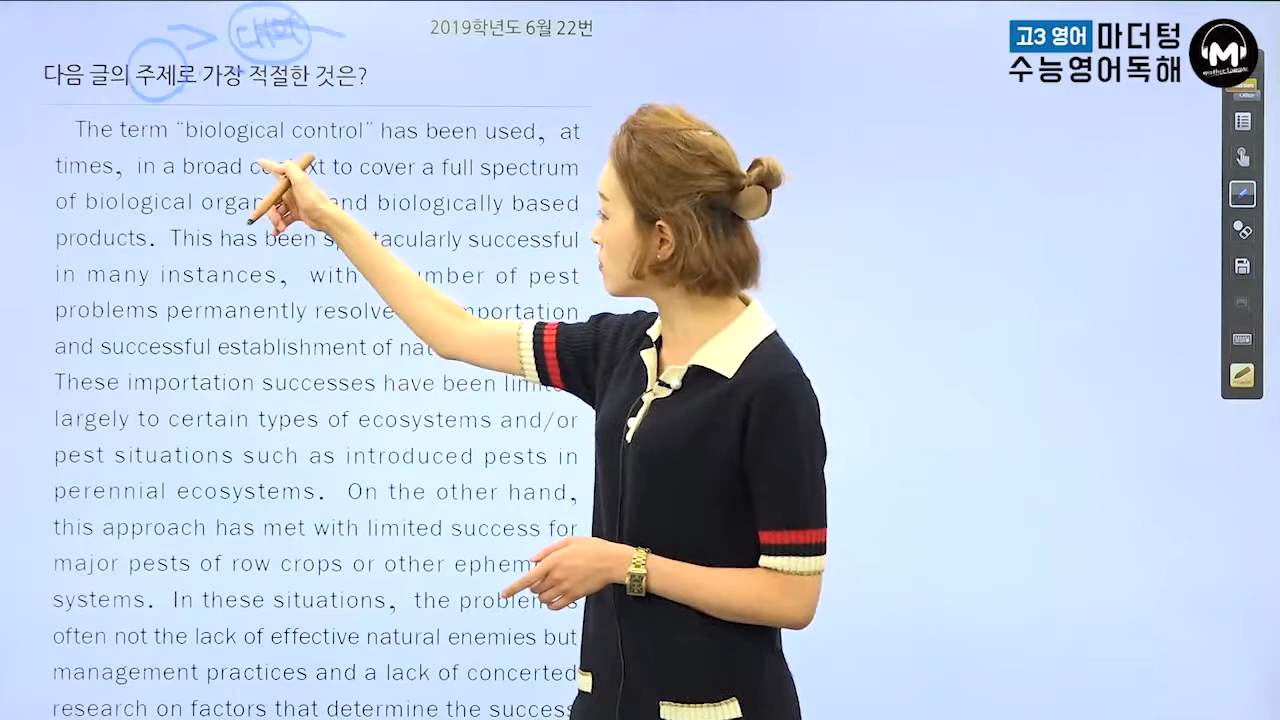 대의
2019학년도 6월 22번
다음 글의 주제로 가장 적절한 것은?
The term "biological control" has been used, at
times, in a broad to cover a full spectrum
of biological and biologically based
products. This has been successful
in many instances, with of pest
problems permanently
and successful establishment of
These importation successes have been
largely to certain types of ecosystems and/or
pest situations such as introduced pests in
perennial ecosystems. On the other hand,
this approach has met with limited success for
major pests of row crops or other
systems. In these situations, the
often not the lack of effective natural enemies but
management practices and a lack of concerted
research on factors that determine the success
고3 영어 마더텅
수능영어독해
M
Mother Tongue